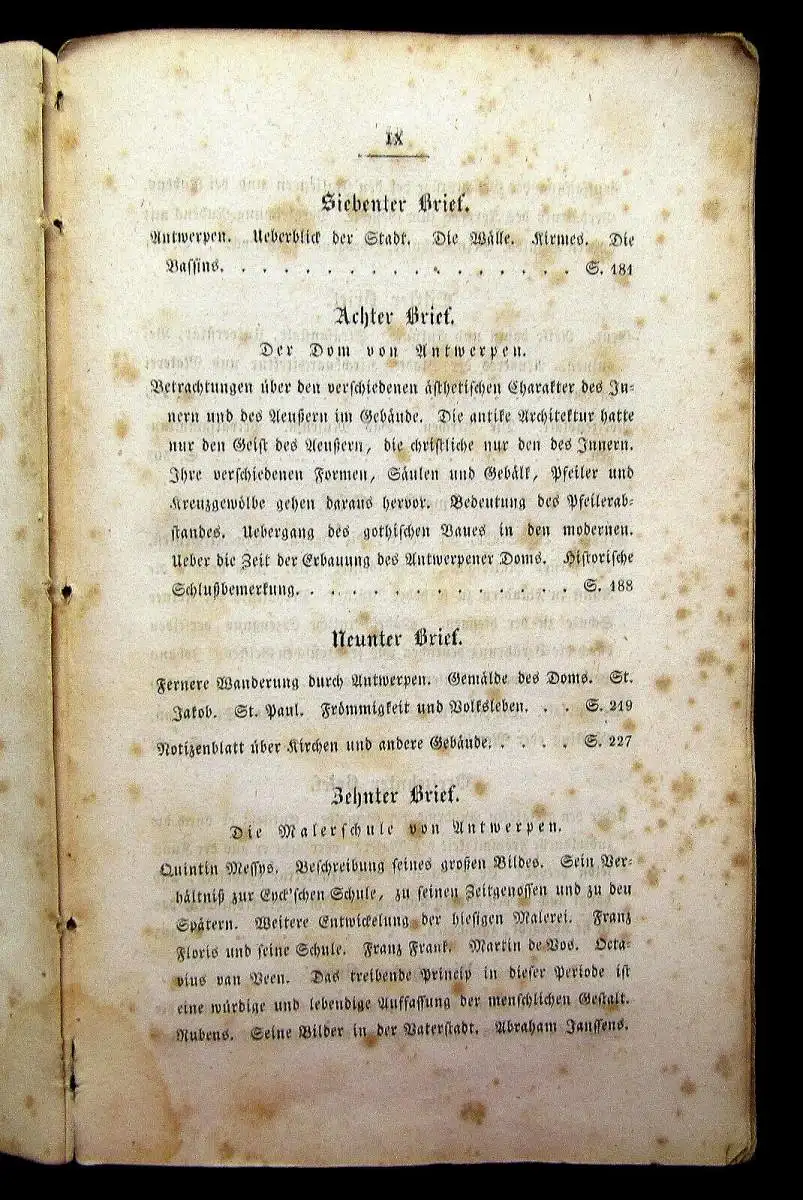 IX
Siebenter Brief.
Antwerpen. Ueberblick der Stadt. Die Wälle. Kirmes. Die
Bassins. . . . . . . . . . . . . . . . . . S. 181
Achter Brief.
Der Dom von Antwerpen.
Betrachtungen über den verschiedenen ästhetischen Charakter des In-
nern und des Aeußern im Gebäude. Die antike Architektur hatte
nur den Geist des Aeußern, die christliche nur den des Innern.
Ihre verschiedenen Formen, Säulen und Gebälk, Pfeiler und
Kreuzgewölbe gehen daraus hervor. Bedeutung des Pfeilerab-
standes. Uebergang des gothischen Baues in den modernen.
Ueber die Zeit der Erbauung des Antwerpener Doms. Historische
Schlußbemerkung. . . . . . . . . . . . . . . S. 188
Neunter Brief.
Fernere Wanderung durch Antwerpen. Gemälde des Doms. St.
Jakob. St. Paul. Frömmigkeit und Volksleben. . . S. 219
Notizenblatt über Kirchen und andere Gebäude. . . . . S. 227
Zehnter Brief.
Die Malerschule von Antwerpen.
Quintin Messys. Beschreibung seines großen Bildes. Sein Ver-
hältniß zur Eyck'schen Schule, zu seinen Zeitgenossen und zu den
Spätern. Weitere Entwickelung der hiesigen Malerei. Franz
Floris und seine Schule. Franz Frank. Martin de Vos. Octa-
vius van Veen. Das treibende Princip in dieser Periode ist
eine würdige und lebendige Auffassung der menschlichen Gestalt.
Rubens. Seine Bilder in der Vaterstadt. Abraham Janssens.